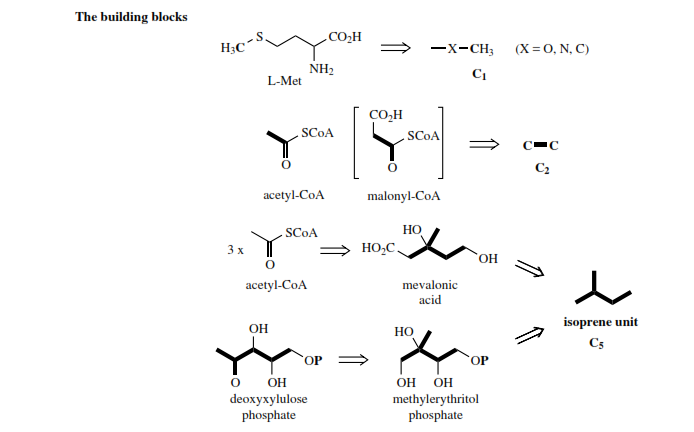 The building blocks
H₃C S CO₂H NH₂
L-Met
—X—CH₃ (X = O, N, C)
C₁
SCoA
O
acetyl-CoA
CO₂H
SCoA
O
malonyl-CoA
C—C
C₂
3 x
SCoA
O
acetyl-CoA
HO
HO₂C
OH
mevalonic
acid
OH
OP
O OH
deoxyxylulose
phosphate
HO
OP
OH OH
methylerythritol
phosphate
isoprene unit
C₅